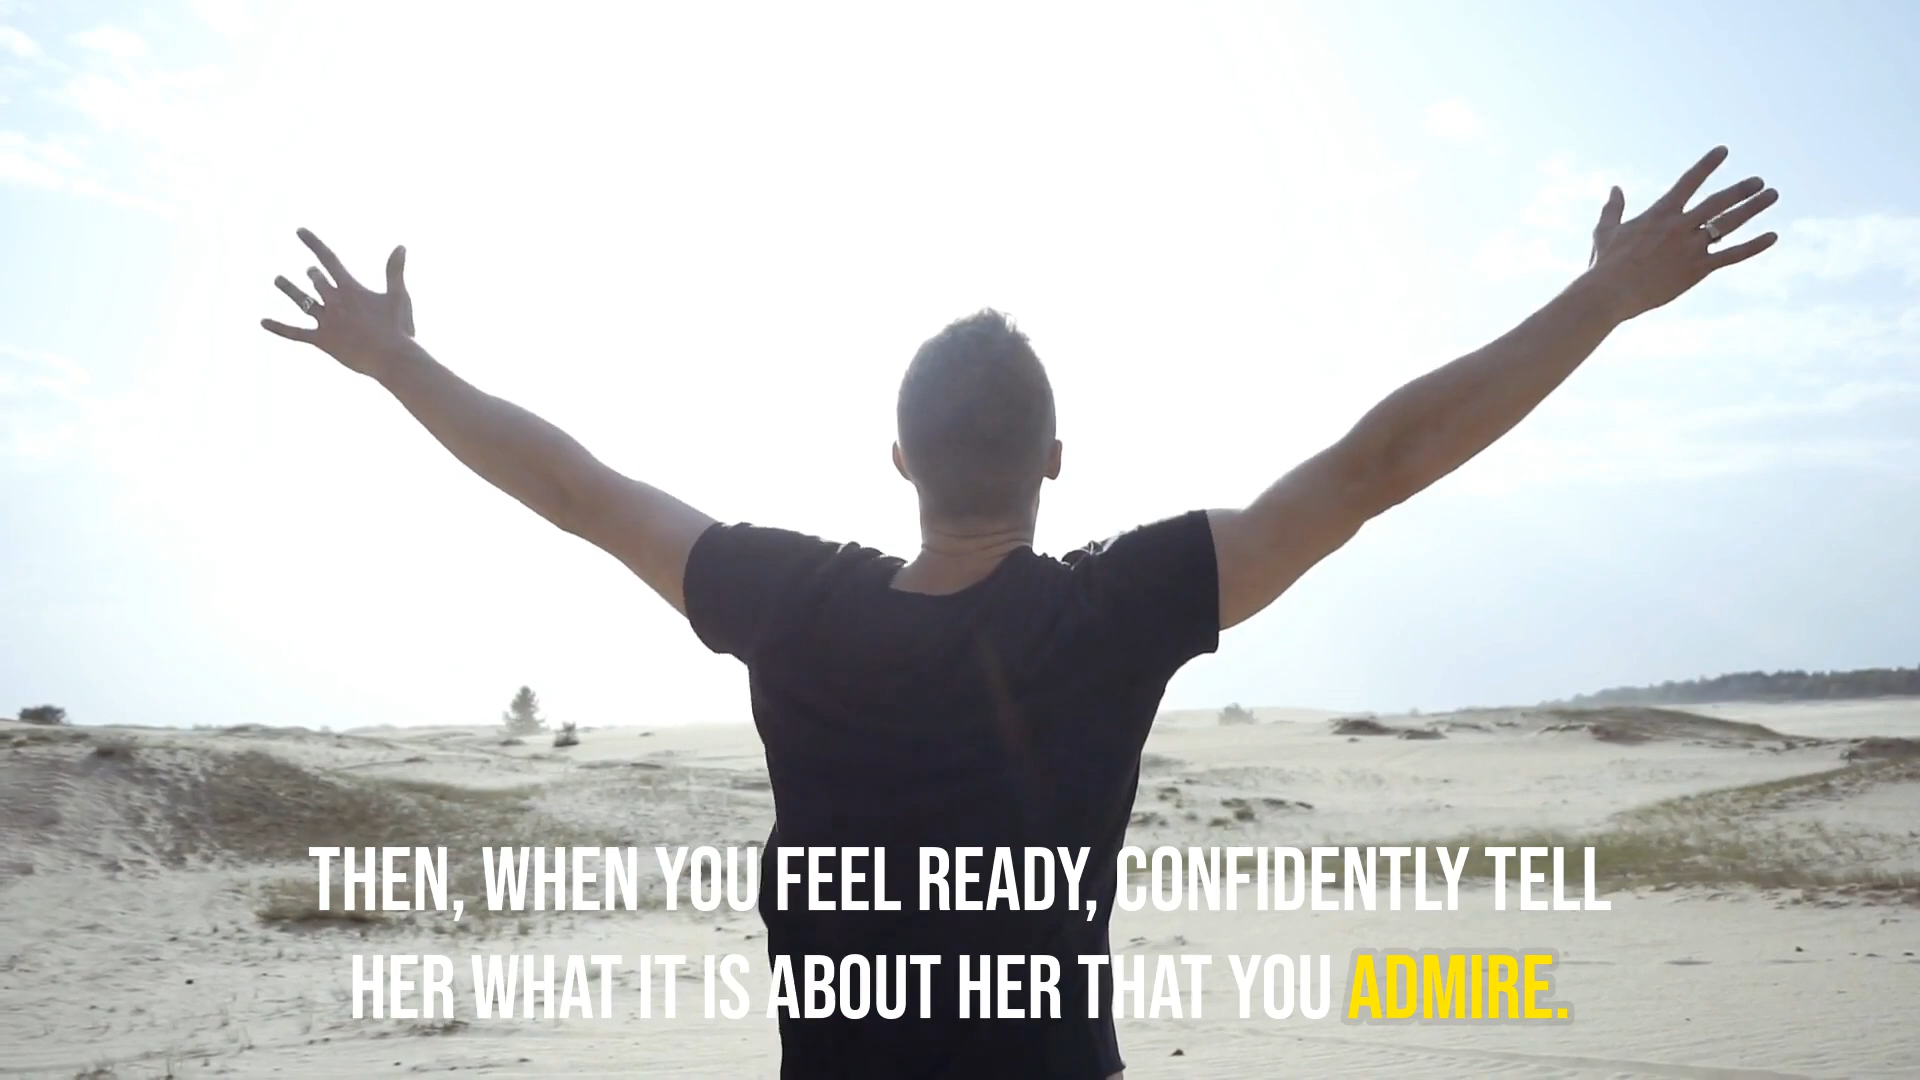 THEN, WHEN YOU FEEL READY, CONFIDENTLY TELL
HER WHAT IT IS ABOUT HER THAT YOU ADMIRE.